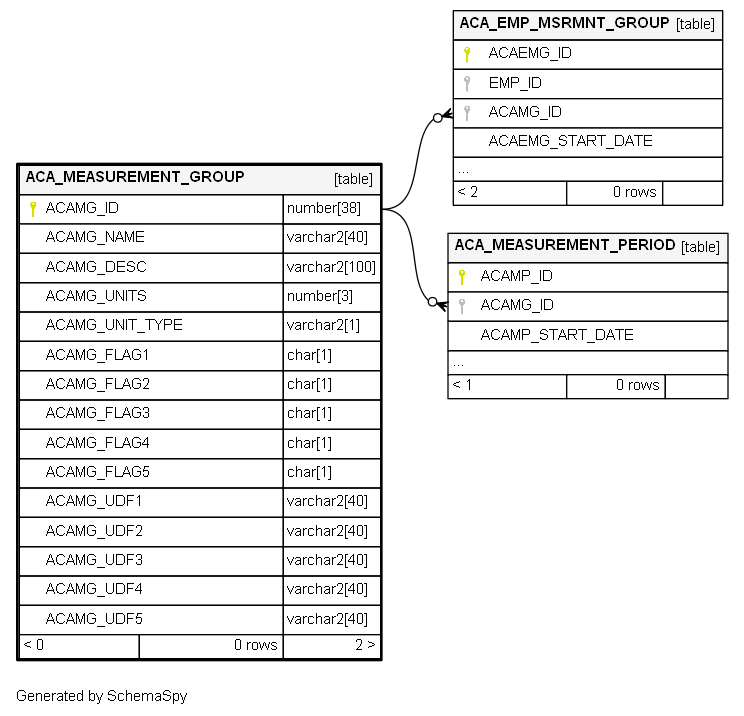 ACA_EMP_MSRMNT_GROUP [table]
ACAEMG_ID
EMP_ID
ACAMG_ID
ACAEMG_START_DATE
...
< 2 0 rows
ACA_MEASUREMENT_GROUP [table]
ACAMG_ID number[38]
ACAMG_NAME varchar2[40]
ACAMG_DESC varchar2[100]
ACAMG_UNITS number[3]
ACAMG_UNIT_TYPE varchar2[1]
ACAMG_FLAG1 char[1]
ACAMG_FLAG2 char[1]
ACAMG_FLAG3 char[1]
ACAMG_FLAG4 char[1]
ACAMG_FLAG5 char[1]
ACAMG_UDF1 varchar2[40]
ACAMG_UDF2 varchar2[40]
ACAMG_UDF3 varchar2[40]
ACAMG_UDF4 varchar2[40]
ACAMG_UDF5 varchar2[40]
< 0 0 rows 2 >
ACA_MEASUREMENT_PERIOD [table]
ACAMP_ID
ACAMG_ID
ACAMP_START_DATE
...
< 1 0 rows
Generated by SchemaSpy